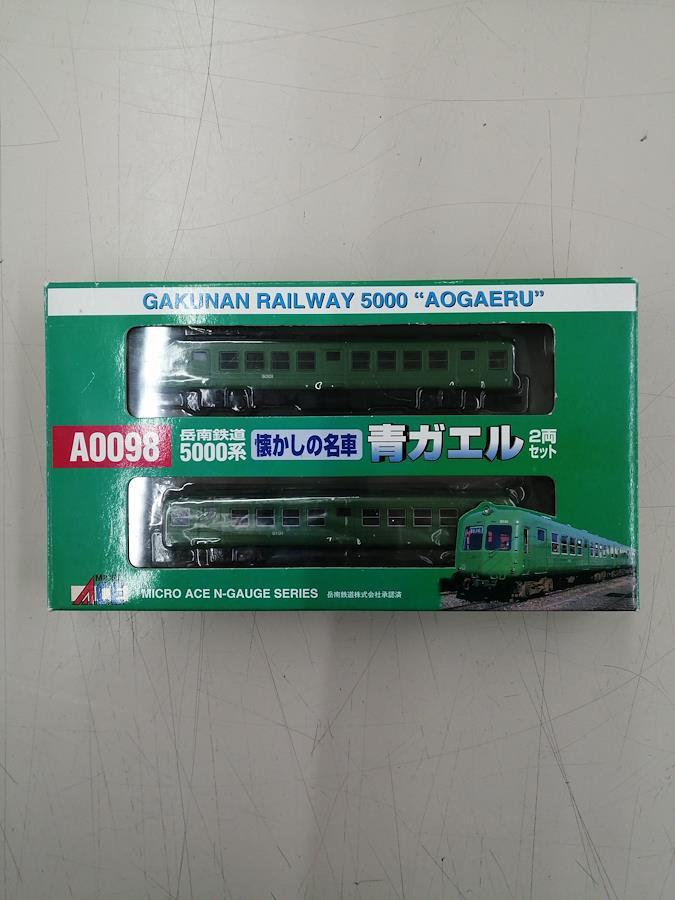 GAKUNAN RAILWAY 5000 “AOGAERU”
A0098
岳南鉄道
5000系
懐かしの名車
青ガエル
2両
セット
MICRO ACE N-GAUGE SERIES
岳南鉄道株式会社承認済